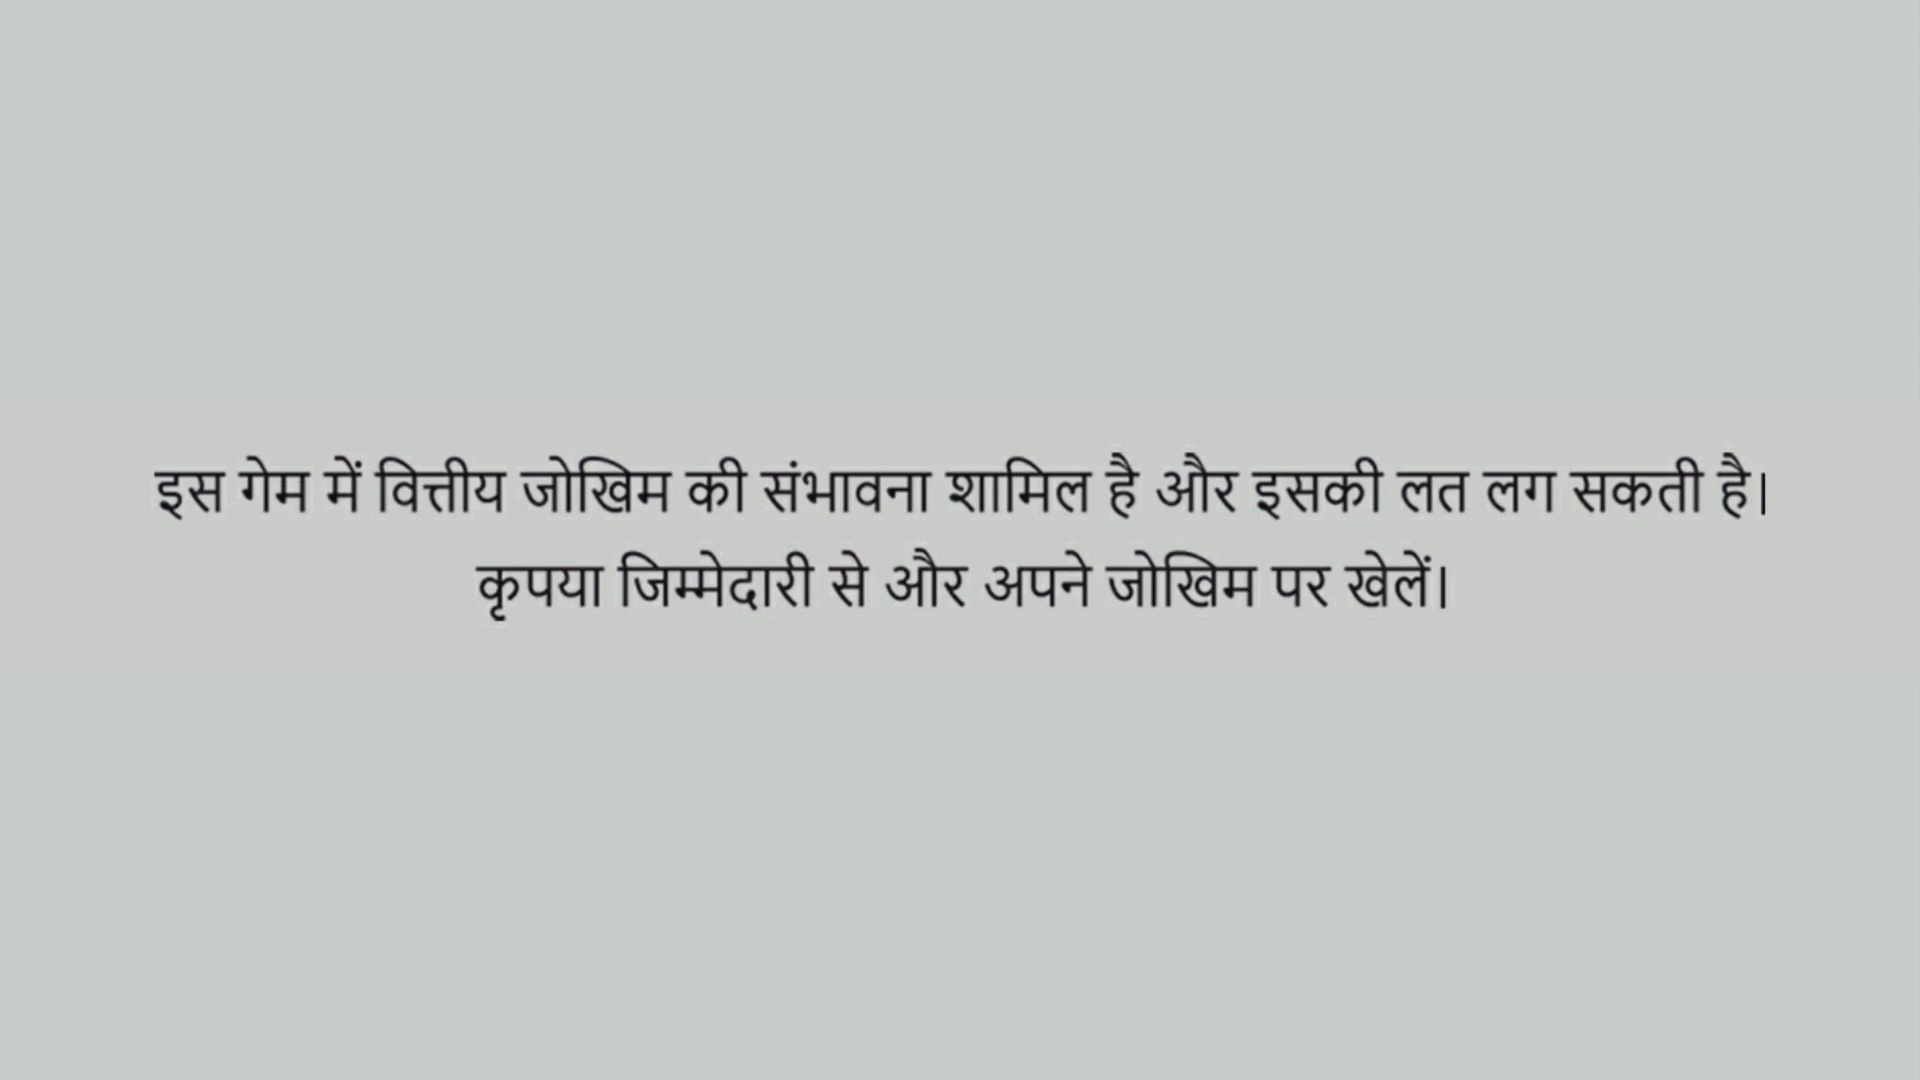 इस गेम में वित्तीय जोखिम की संभावना शामिल है और इसकी लत लग सकती है।
कृपया जिम्मेदारी से और अपने जोखिम पर खेलें।